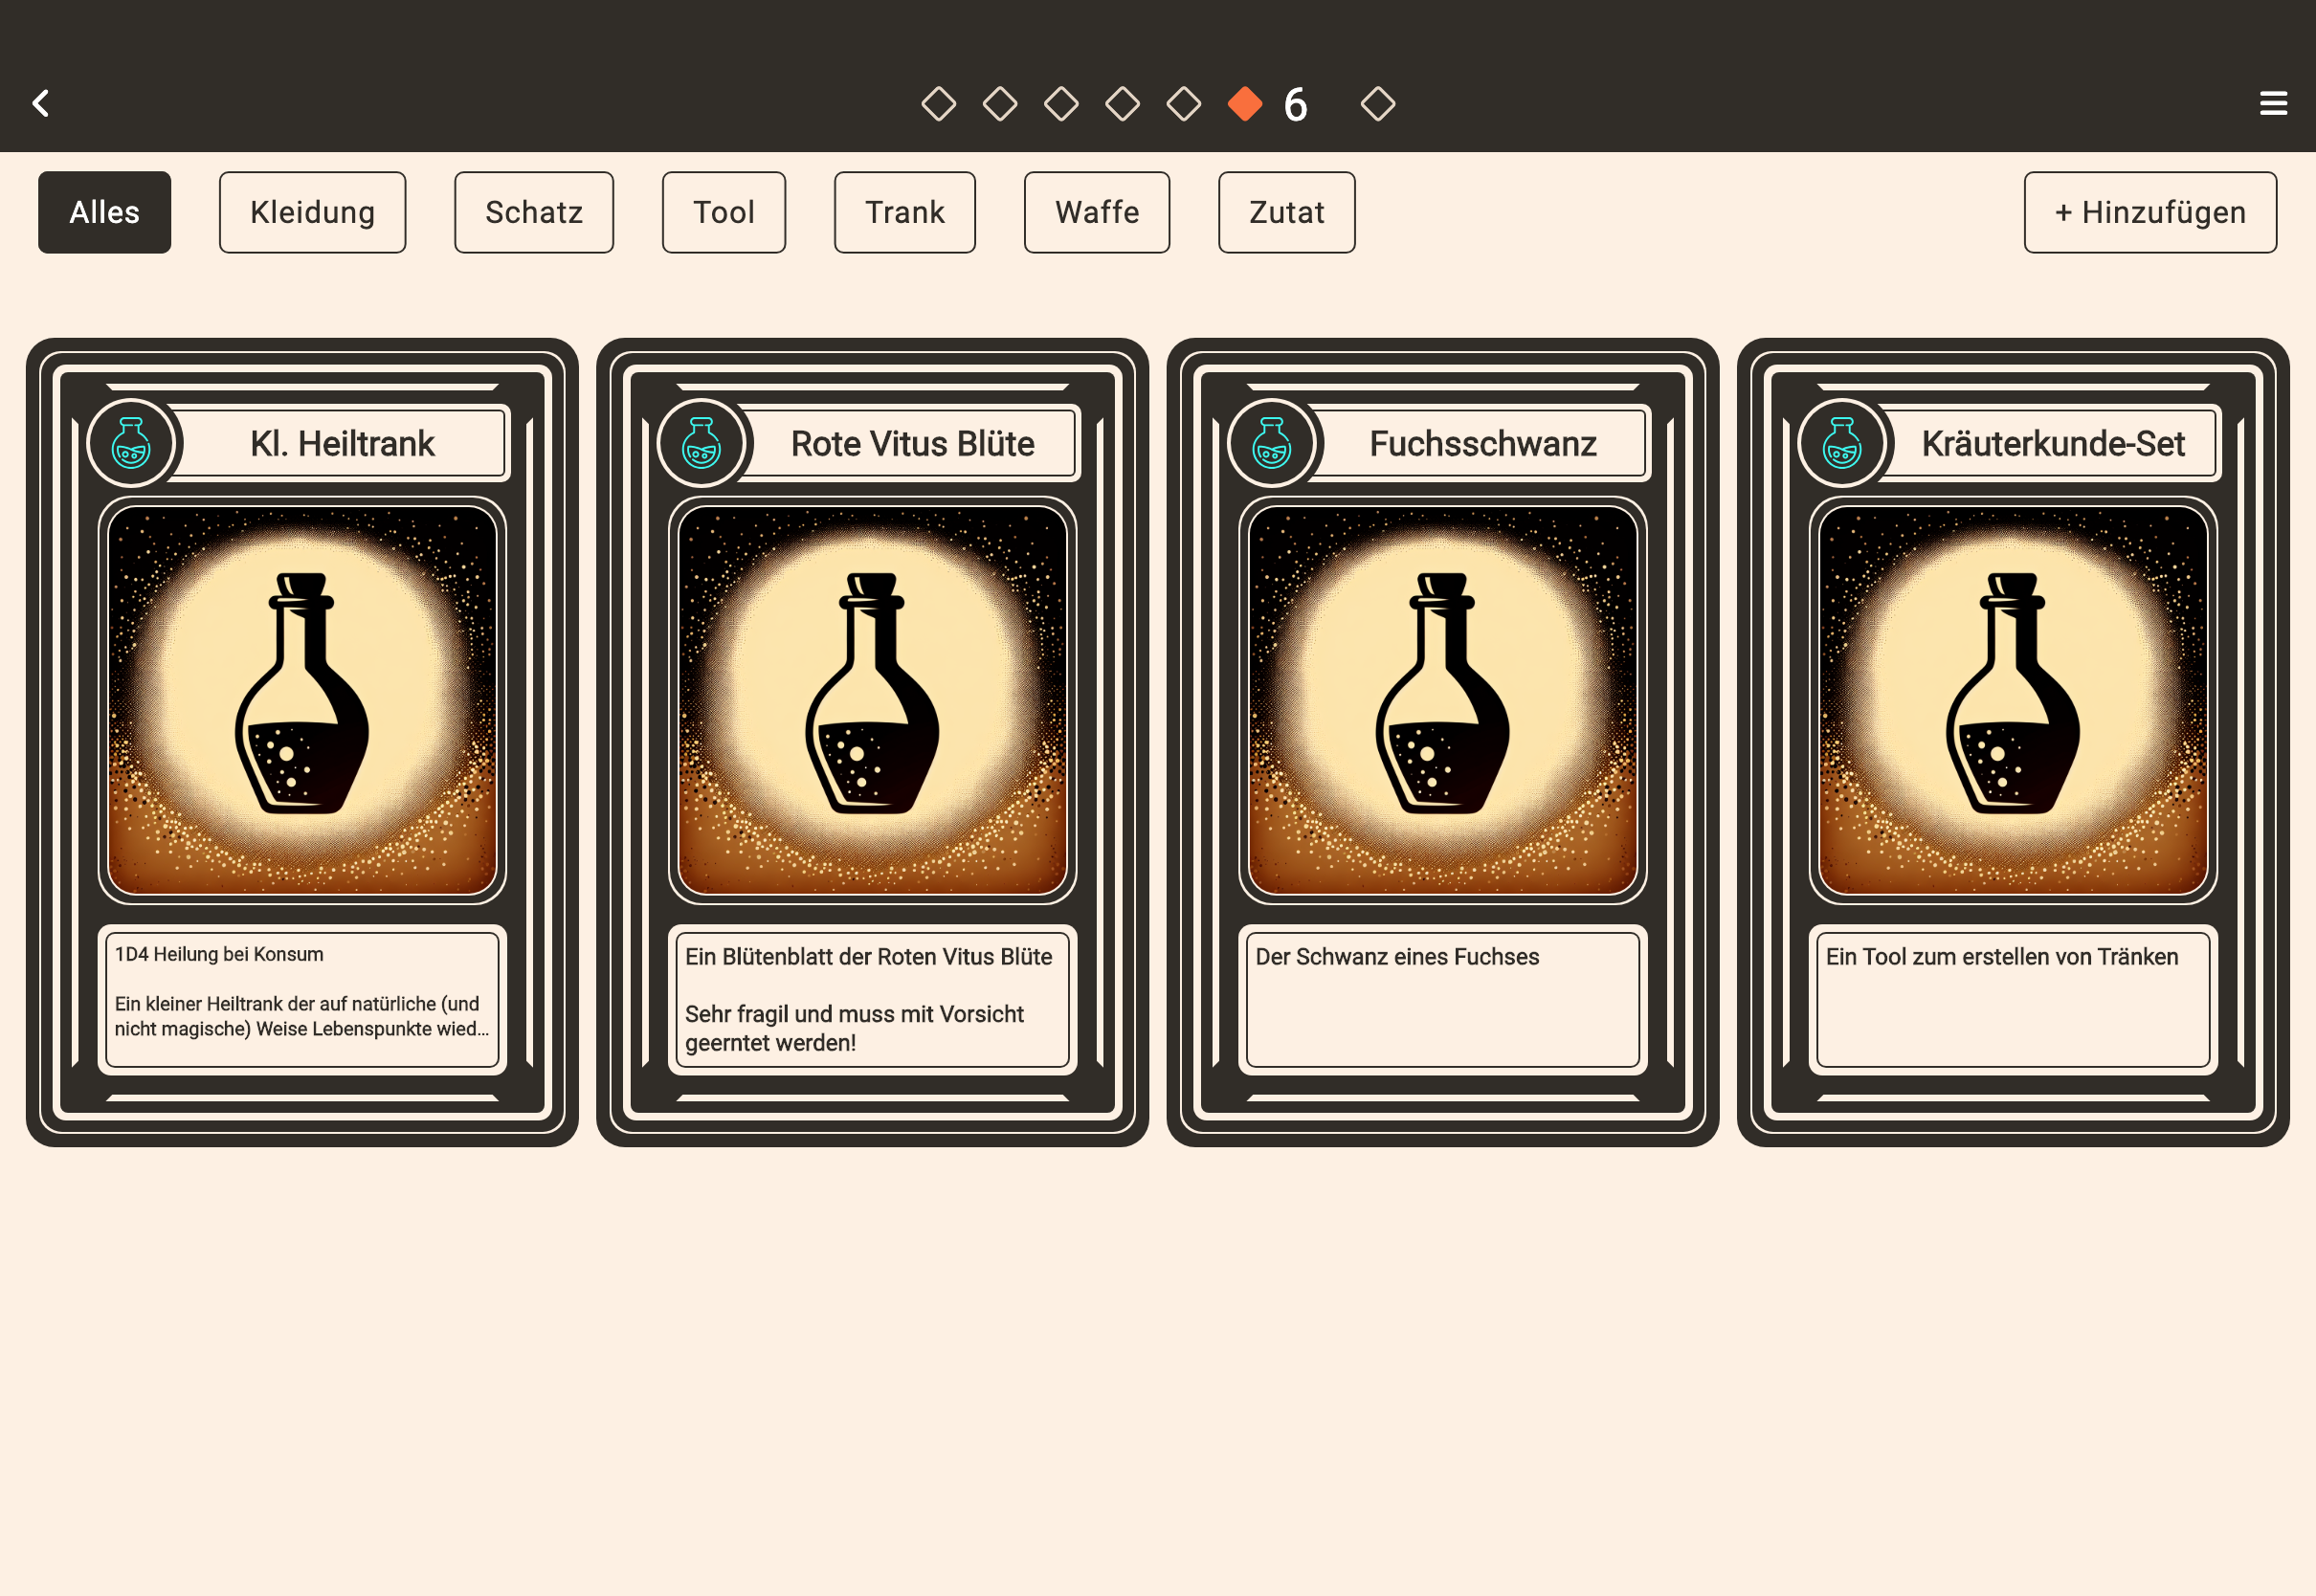 6
Alles
Kleidung
Schatz
Tool
Trank
Waffe
Zutat
+ Hinzufügen
Kl. Heiltrank
1D4 Heilung bei Konsum
Ein kleiner Heiltrank der auf natürliche (und
nicht magische) Weise Lebenspunkte wied...
Rote Vitus Blüte
Ein Blütenblatt der Roten Vitus Blüte
Sehr fragil und muss mit Vorsicht
geerntet werden!
Fuchsschwanz
Der Schwanz eines Fuchses
Kräuterkunde-Set
Ein Tool zum erstellen von Tränken